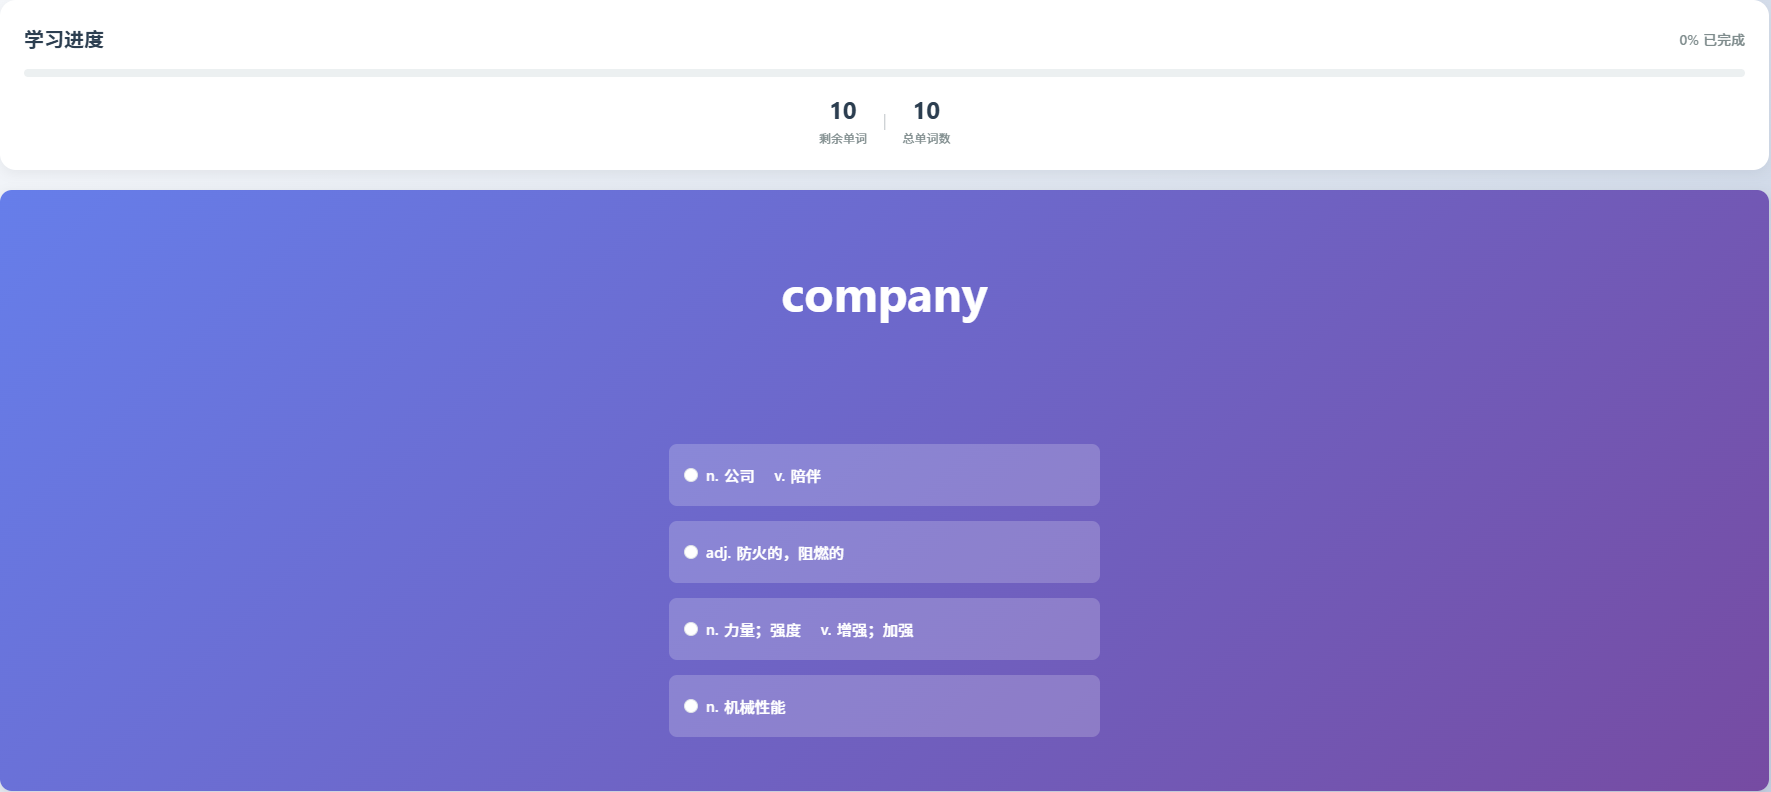 学习进度
0% 已完成
10
剩余单词
10
总单词数
company
n. 公司 v. 陪伴
adj. 防火的，阻燃的
n. 力量；强度 v. 增强；加强
n. 机械性能